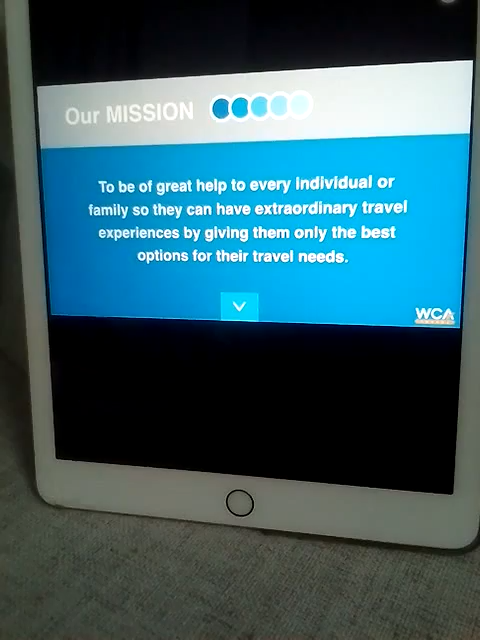 Our MISSION
To be of great help to every individual or
family so they can have extraordinary travel
experiences by giving them only the best
options for their travel needs.
WCA